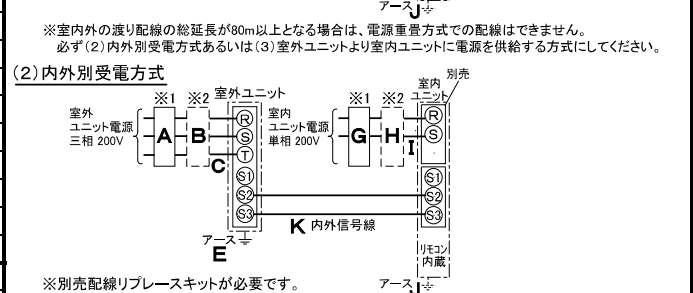 アース J
※室内外の渡り配線の総延長が80m以上となる場合は、電源重畳方式での配線はできません。
必ず(2)内外別受電方式あるいは(3)室外ユニットより室内ユニットに電源を供給する方式にしてください。
(2)内外別受電方式
別売
※1 ※2 室外ユニット ※1 ※2 室内
ユニット
室外
ユニット電源
三相 200V
A B
R
S
T
C
S1
S2
S3
室内
ユニット電源
単相 200V
G H
I
R
S
S1
S2
S3
K 内外信号線
アース
E
リモコン
内蔵
※別売配線リプレースキットが必要です。
アース J